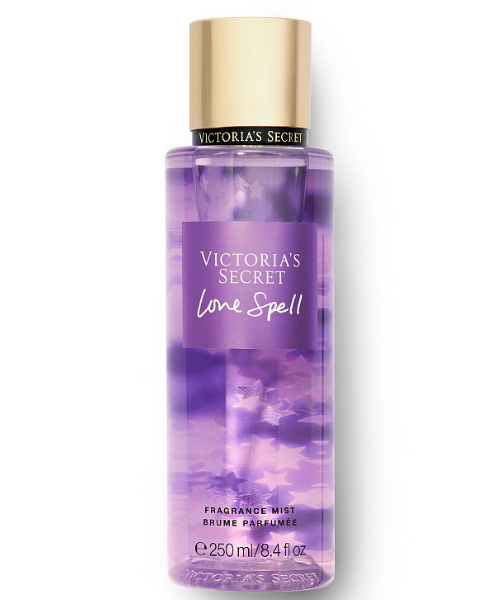 VICTORIA'S SECRET
VICTORIA'S
SECRET
Love Spell
FRAGRANCE MIST
BRUME PARFUMÉE
℮ 250 ml/8.4 fl oz
VICTORIA'S SECRET